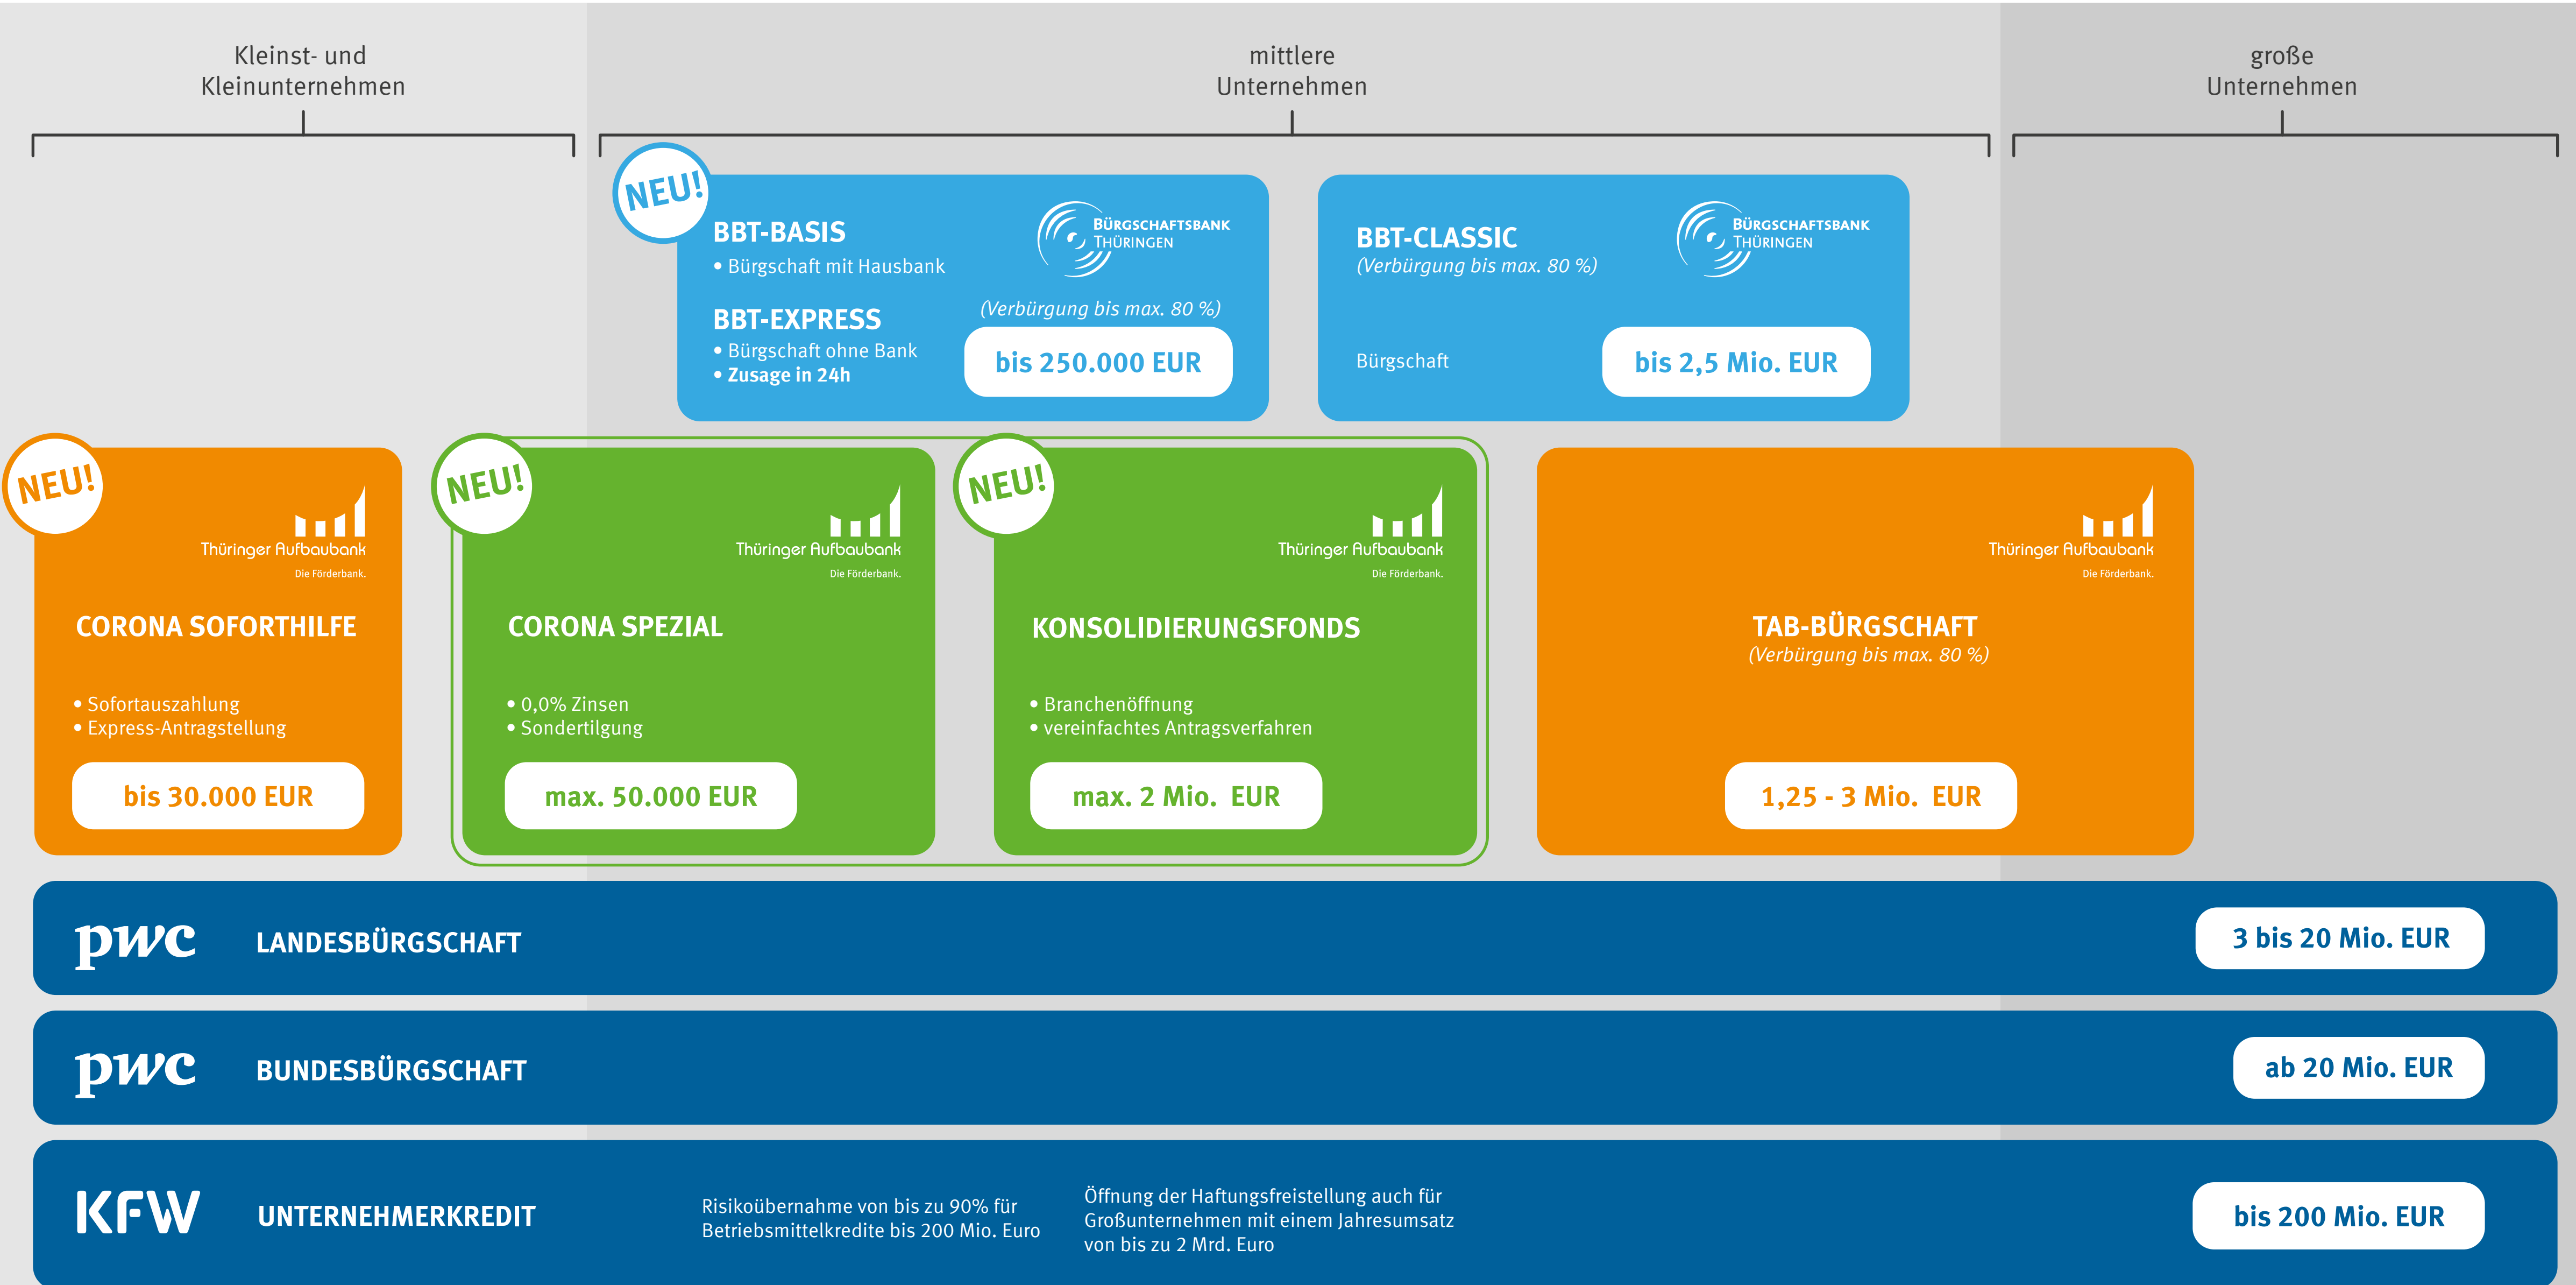 Kleinst- und
Kleinunternehmen
mittlere
Unternehmen
große
Unternehmen
NEU!
BBT-BASIS
• Bürgschaft mit Hausbank
BBT-EXPRESS
• Bürgschaft ohne Bank
• Zusage in 24h
BÜRGSCHAFTSBANK
THÜRINGEN
(Verbürgung bis max. 80 %)
bis 250.000 EUR
BBT-CLASSIC
(Verbürgung bis max. 80 %)
BÜRGSCHAFTSBANK
THÜRINGEN
Bürgschaft
bis 2,5 Mio. EUR
NEU!
Thüringer Aufbaubank
Die Förderbank.
CORONA SOFORTHILFE
• Sofortauszahlung
• Express-Antragstellung
bis 30.000 EUR
NEU!
Thüringer Aufbaubank
Die Förderbank.
CORONA SPEZIAL
• 0,0% Zinsen
• Sondertilgung
max. 50.000 EUR
NEU!
Thüringer Aufbaubank
Die Förderbank.
KONSOLIDIERUNGSFONDS
• Branchenöffnung
• vereinfachtes Antragsverfahren
max. 2 Mio. EUR
Thüringer Aufbaubank
Die Förderbank.
TAB-BÜRGSCHAFT
(Verbürgung bis max. 80 %)
1,25 - 3 Mio. EUR
pwc
LANDESBÜRGSCHAFT
3 bis 20 Mio. EUR
pwc
BUNDESBÜRGSCHAFT
ab 20 Mio. EUR
KFW
UNTERNEHMERKREDIT
Risikoübernahme von bis zu 90% für
Betriebsmittelkredite bis 200 Mio. Euro
Öffnung der Haftungsfreistellung auch für
Großunternehmen mit einem Jahresumsatz
von bis zu 2 Mrd. Euro
bis 200 Mio. EUR